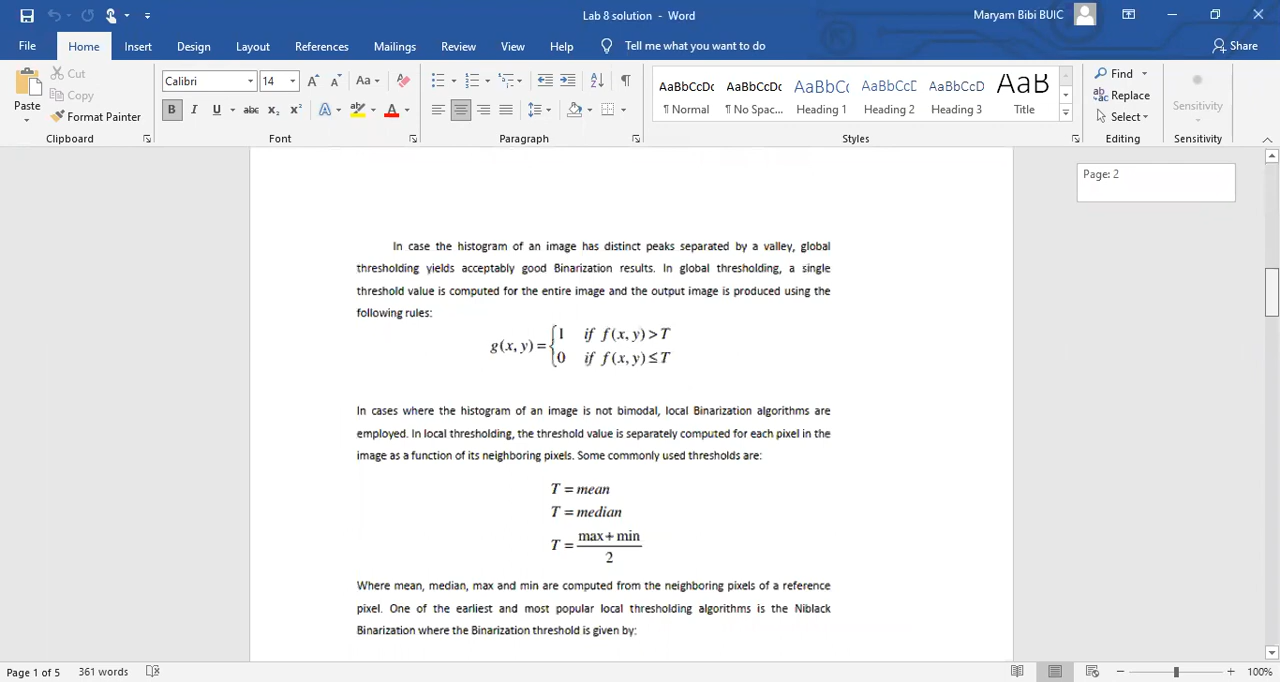 Lab 8 solution - Word
Maryam Bibi BUIC
File Home Insert Design Layout References Mailings Review View Help Tell me what you want to do Share
Paste
Cut
Copy
Format Painter
Clipboard
Calibri 14 A A Aa A
B I U abc x₂ x² A ab A
Font
Paragraph
AaBbCcDc AaBbCcDc AaBbCc AaBbCcD AaBbCcD AaB
¶ Normal ¶ No Spac... Heading 1 Heading 2 Heading 3 Title
Styles
Find
Replace
Select
Editing
Sensitivity
Sensitivity
Page: 2
In case the histogram of an image has distinct peaks separated by a valley, global
thresholding yields acceptably good Binarization results. In global thresholding, a single
threshold value is computed for the entire image and the output image is produced using the
following rules:
g(x, y) = { 1 if f(x, y) > T
0 if f(x, y) ≤ T
In cases where the histogram of an image is not bimodal, local Binarization algorithms are
employed. In local thresholding, the threshold value is separately computed for each pixel in the
image as a function of its neighboring pixels. Some commonly used thresholds are:
T = mean
T = median
T = max + min
2
Where mean, median, max and min are computed from the neighboring pixels of a reference
pixel. One of the earliest and most popular local thresholding algorithms is the Niblack
Binarization where the Binarization threshold is given by:
Page 1 of 5 361 words 100%